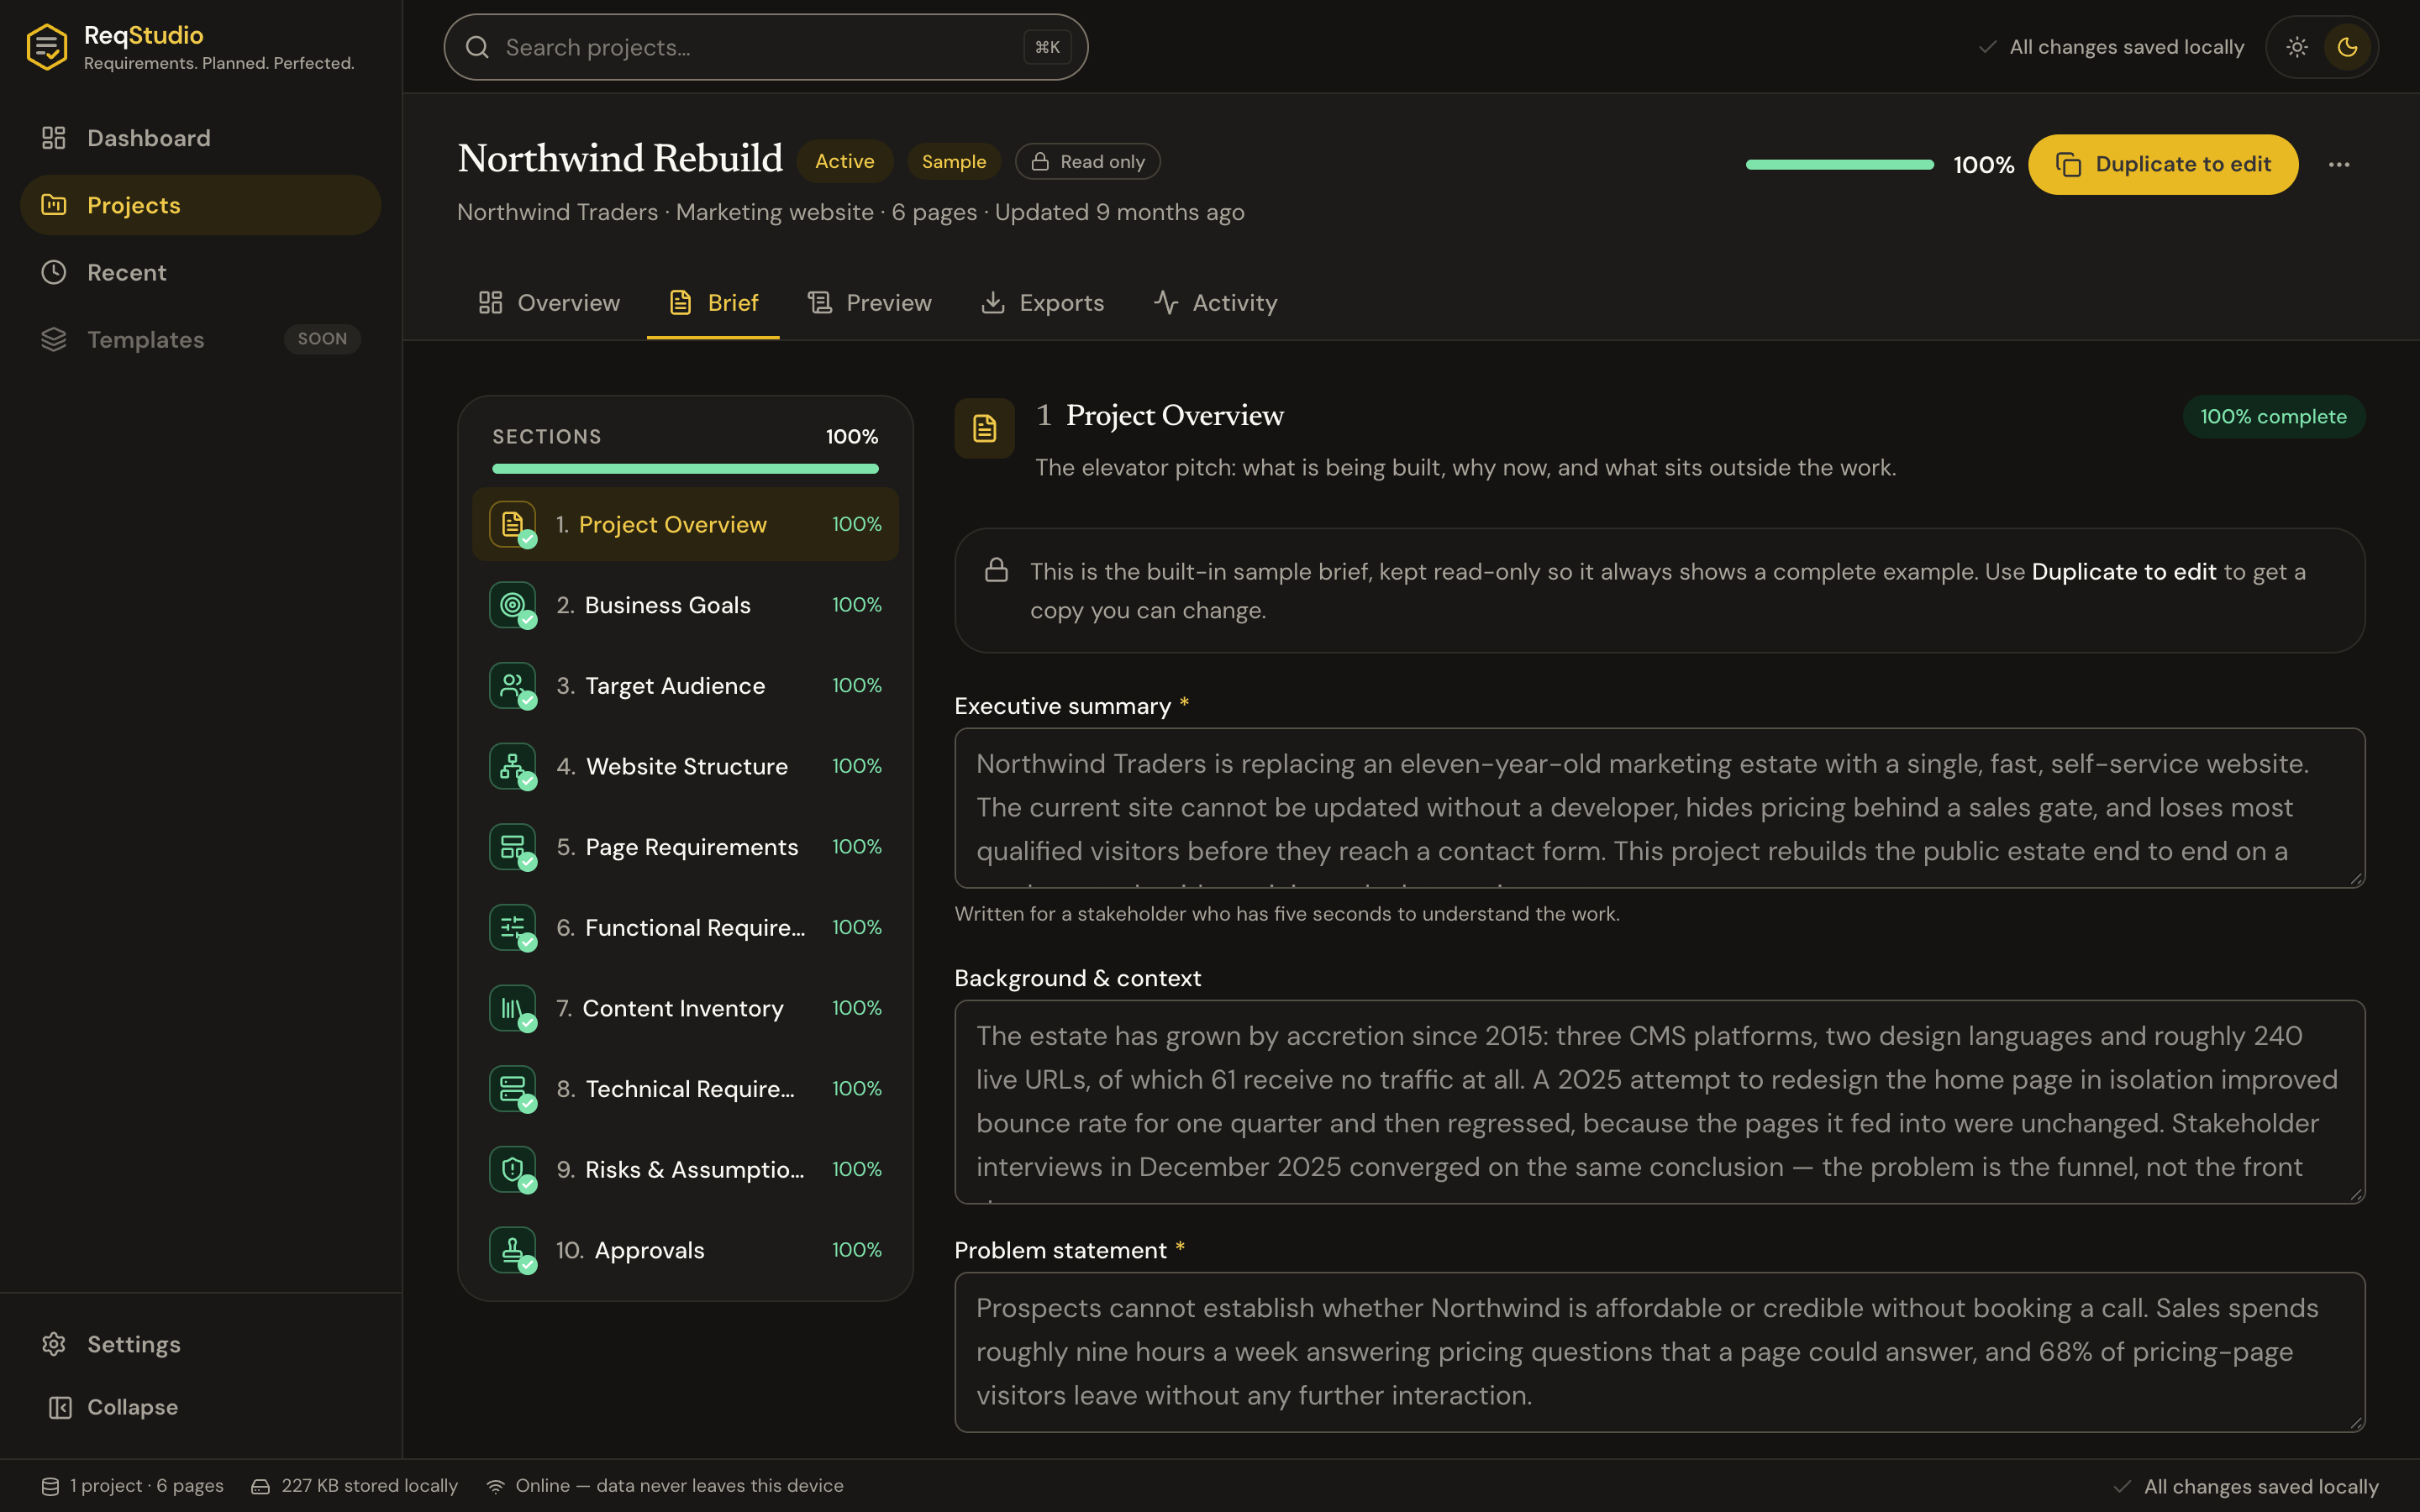 ReqStudio
Requirements. Planned. Perfected.
Search projects...
⌘K
All changes saved locally
Dashboard
Projects
Recent
Templates
SOON
Northwind Rebuild
Active
Sample
Read only
100%
Duplicate to edit
Northwind Traders · Marketing website · 6 pages · Updated 9 months ago
Overview
Brief
Preview
Exports
Activity
SECTIONS
100%
1. Project Overview 100%
2. Business Goals 100%
3. Target Audience 100%
4. Website Structure 100%
5. Page Requirements 100%
6. Functional Require... 100%
7. Content Inventory 100%
8. Technical Require... 100%
9. Risks & Assumptio... 100%
10. Approvals 100%
1 Project Overview
100% complete
The elevator pitch: what is being built, why now, and what sits outside the work.
This is the built-in sample brief, kept read-only so it always shows a complete example. Use Duplicate to edit to get a
copy you can change.
Executive summary *
Northwind Traders is replacing an eleven-year-old marketing estate with a single, fast, self-service website.
The current site cannot be updated without a developer, hides pricing behind a sales gate, and loses most
qualified visitors before they reach a contact form. This project rebuilds the public estate end to end on a
Written for a stakeholder who has five seconds to understand the work.
Background & context
The estate has grown by accretion since 2015: three CMS platforms, two design languages and roughly 240
live URLs, of which 61 receive no traffic at all. A 2025 attempt to redesign the home page in isolation improved
bounce rate for one quarter and then regressed, because the pages it fed into were unchanged. Stakeholder
interviews in December 2025 converged on the same conclusion — the problem is the funnel, not the front
Problem statement *
Prospects cannot establish whether Northwind is affordable or credible without booking a call. Sales spends
roughly nine hours a week answering pricing questions that a page could answer, and 68% of pricing-page
visitors leave without any further interaction.
Settings
Collapse
1 project · 6 pages
227 KB stored locally
Online — data never leaves this device
All changes saved locally